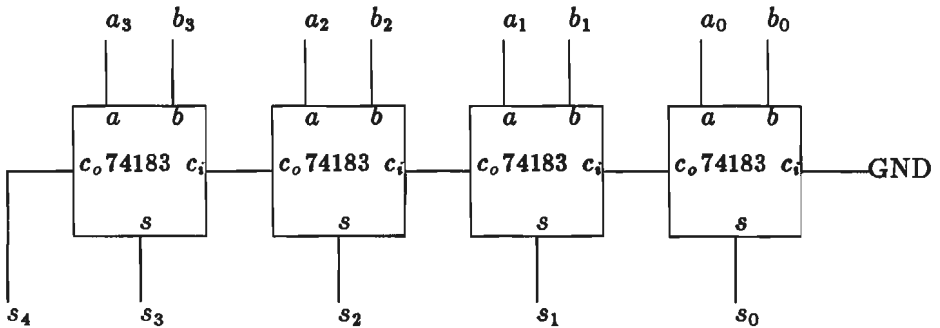 a₃ b₃ a₂ b₂ a₁ b₁ a₀ b₀
a b a b a b a b
cₒ 74183 cᵢ cₒ 74183 cᵢ cₒ 74183 cᵢ cₒ 74183 cᵢ GND
s s s s
s₄ s₃ s₂ s₁ s₀